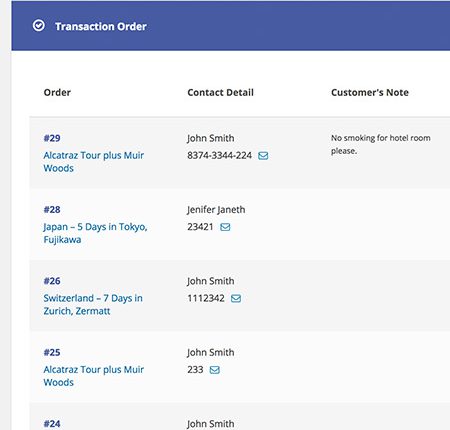 Transaction Order
Order Contact Detail Customer's Note
#29 John Smith No smoking for hotel room
Alcatraz Tour plus Muir 8374-3344-224 please.
Woods
#28 Jenifer Janeth
Japan – 5 Days in Tokyo, 23421
Fujikawa
#26 John Smith
Switzerland – 7 Days in 1112342
Zurich, Zermatt
#25 John Smith
Alcatraz Tour plus Muir 233
Woods
#24 John Smith